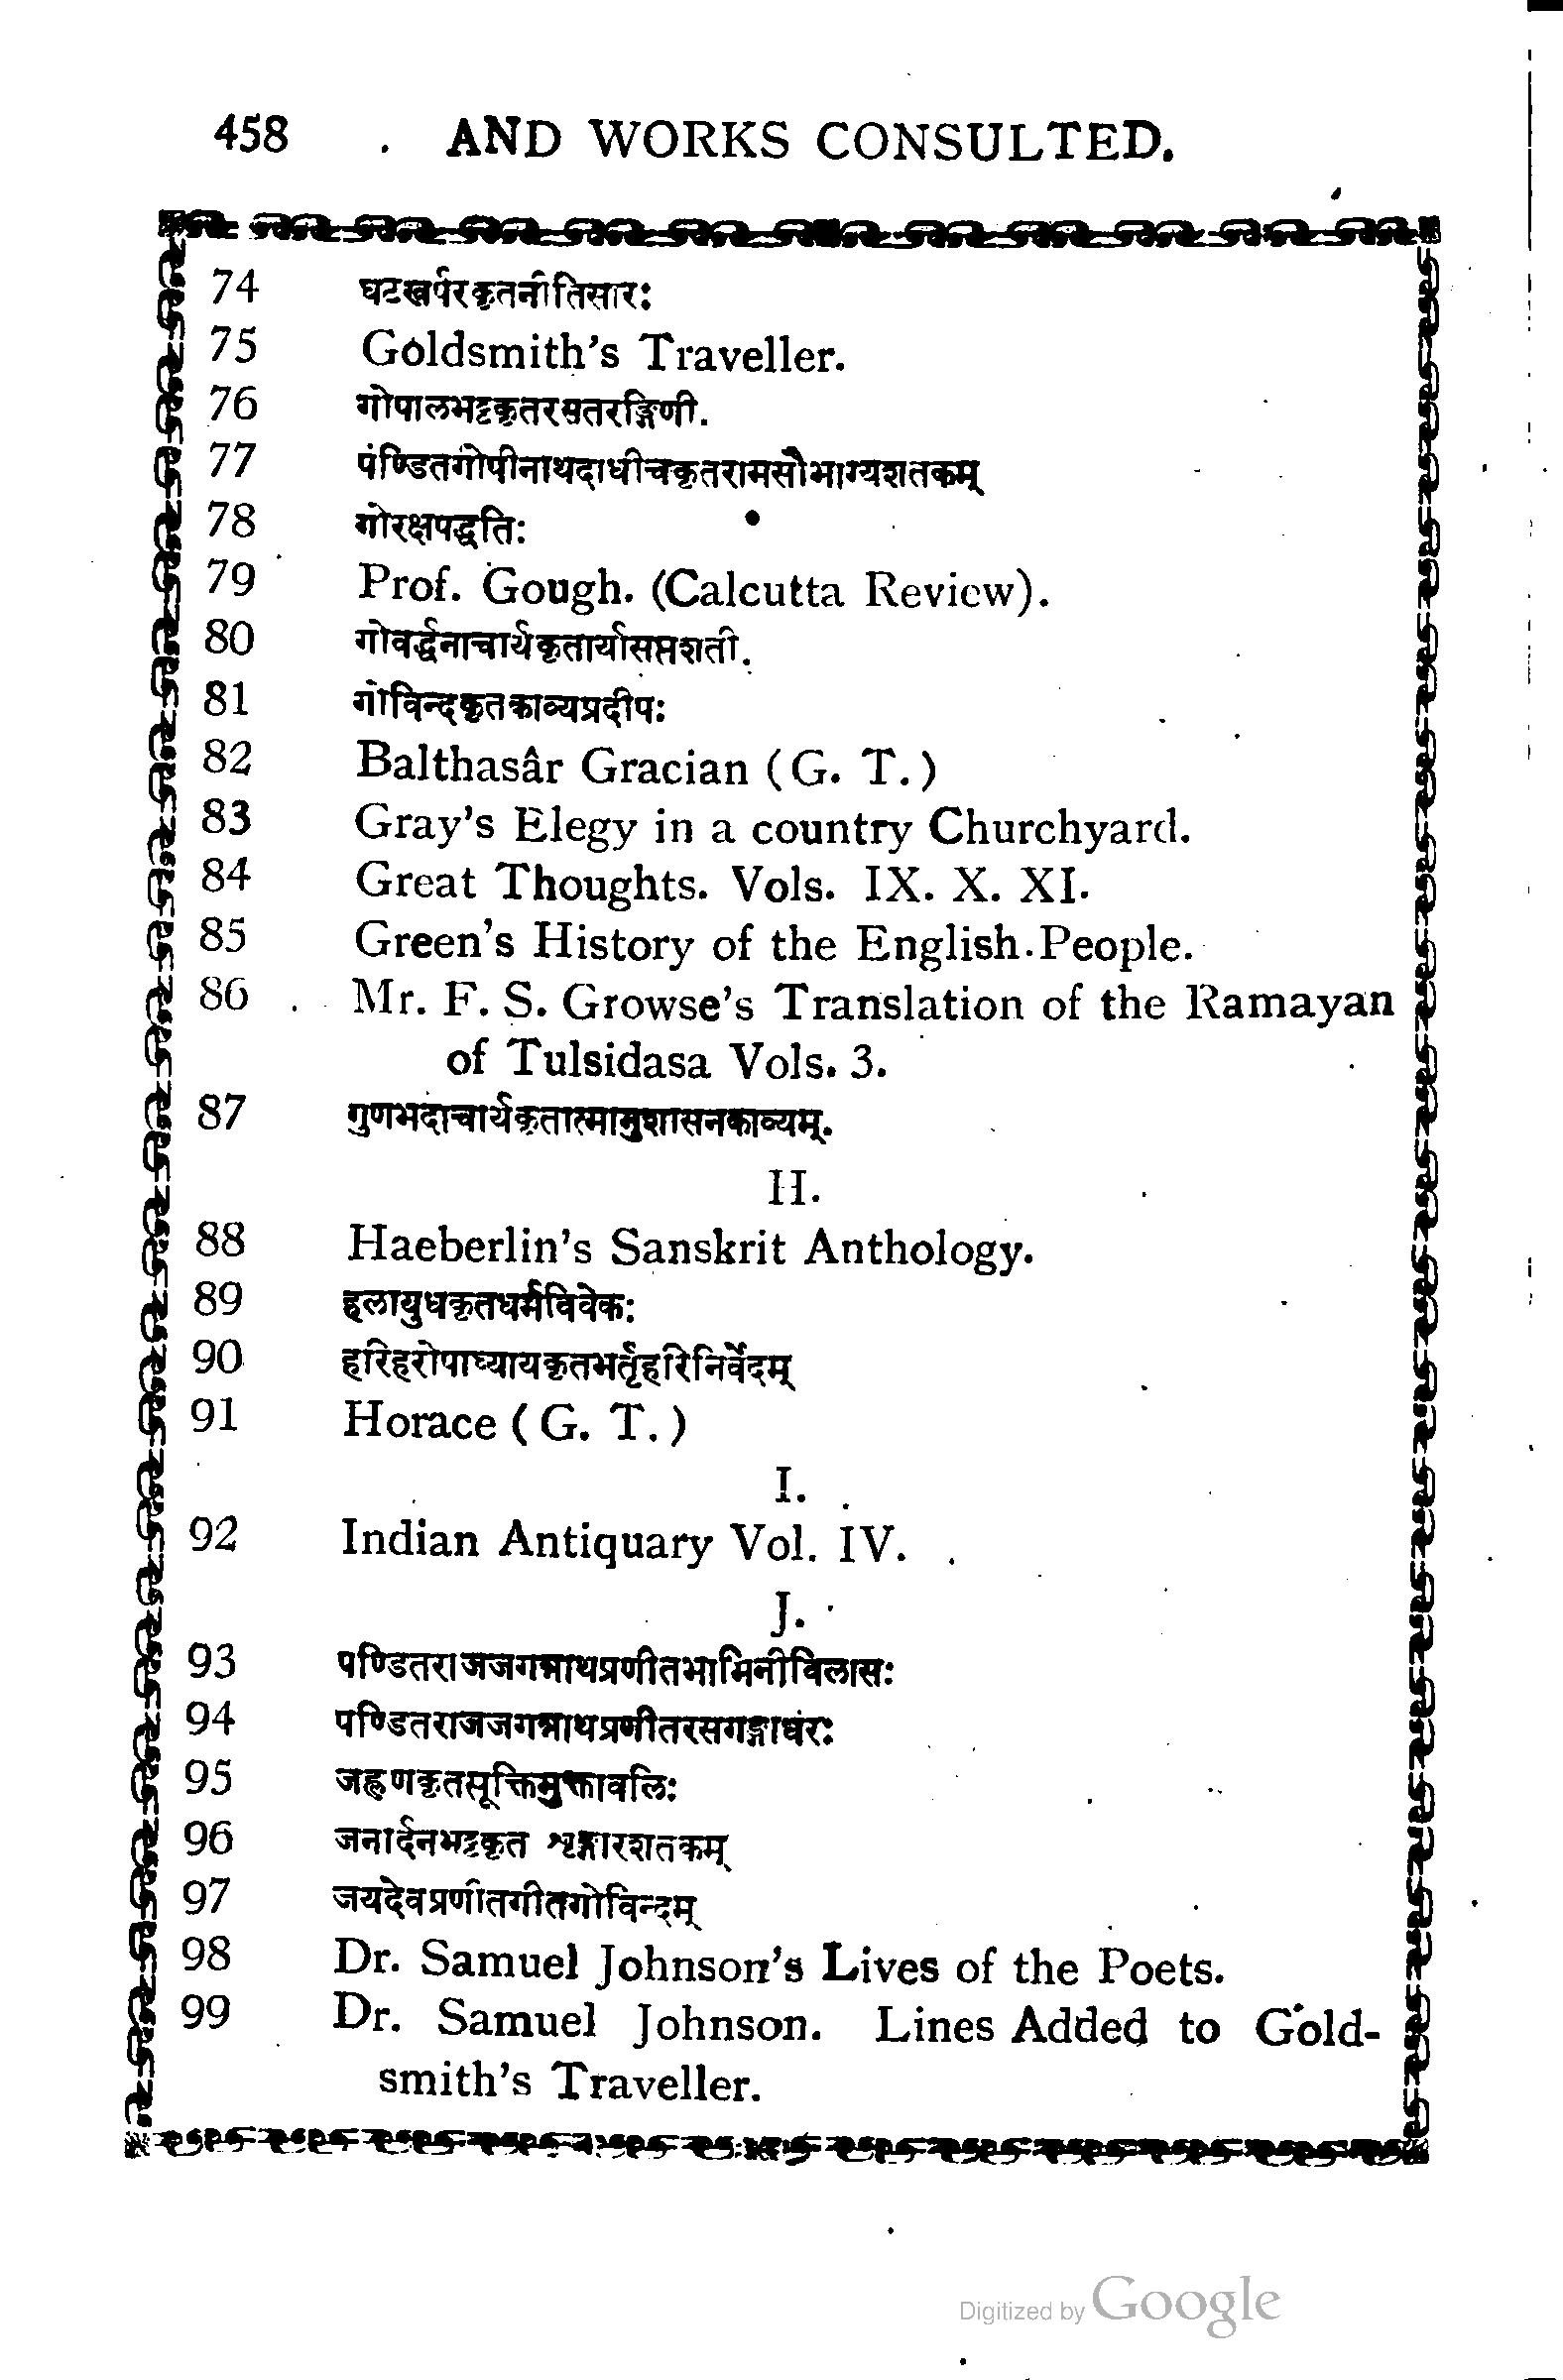 458 AND WORKS CONSULTED.
74 घटखर्परकृतनीतिसारः
75 Goldsmith's Traveller.
76 गोपालभट्टकृतरसतरङ्गिणी.
77 पंण्डितगोपीनाथदाधीचकृतरामसौभाग्यशतकम्
78 गोरक्षपद्धतिः
79 Prof. Gough. (Calcutta Review).
80 गोवर्द्धनाचार्यकृतार्यासप्तशती.
81 गोविन्दकृतकाव्यप्रदीपः
82 Balthasâr Gracian (G. T.)
83 Gray's Elegy in a country Churchyard.
84 Great Thoughts. Vols. IX. X. XI.
85 Green's History of the English People.
86 Mr. F. S. Growse's Translation of the Ramayan
of Tulsidasa Vols. 3.
87 गुणभदाचार्यकृतात्मानुशासनकाव्यम्.
H.
88 Haeberlin's Sanskrit Anthology.
89 हलायुधकृतधर्मविवेकः
90 हरिहरोपाध्यायकृतभर्तृहरिनिर्वेदम्
91 Horace (G. T.)
I.
92 Indian Antiquary Vol. IV.
J.
93 पण्डितराजजगन्नाथप्रणीतभामिनीविलासः
94 पण्डितराजजगन्नाथप्रणीतरसगङ्गाधरः
95 जह्लणकृतसूक्तिमुक्तावलिः
96 जनार्दनभट्टकृत शृङ्गारशतकम्
97 जयदेवप्रणीतगीतगोविन्दम्
98 Dr. Samuel Johnson's Lives of the Poets.
99 Dr. Samuel Johnson. Lines Added to Gold-
smith's Traveller.
Digitized by Google